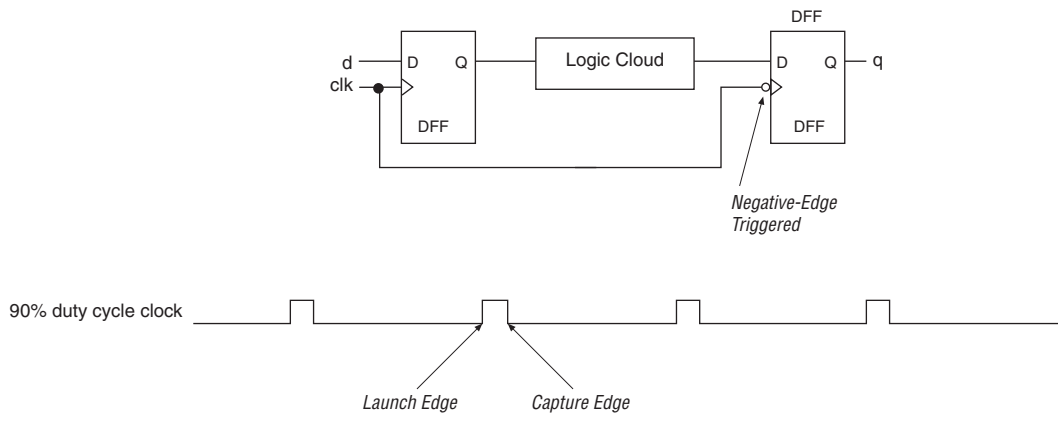 DFF
d
D
Q
Logic Cloud
D
Q
q
clk
DFF
DFF
Negative-Edge
Triggered
90% duty cycle clock
Launch Edge
Capture Edge